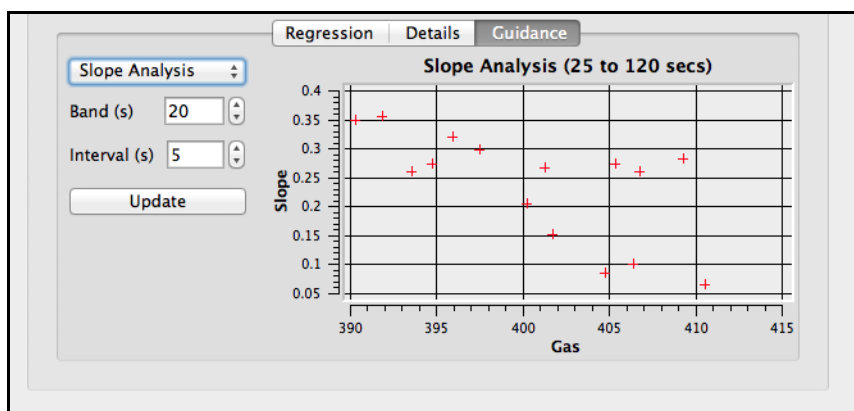 Regression Details Guidance
Slope Analysis
Slope Analysis (25 to 120 secs)
Band (s) 20
Interval (s) 5
Update
Slope
0.4
0.35
0.3
0.25
0.2
0.15
0.1
0.05
390 395 400 405 410 415
Gas